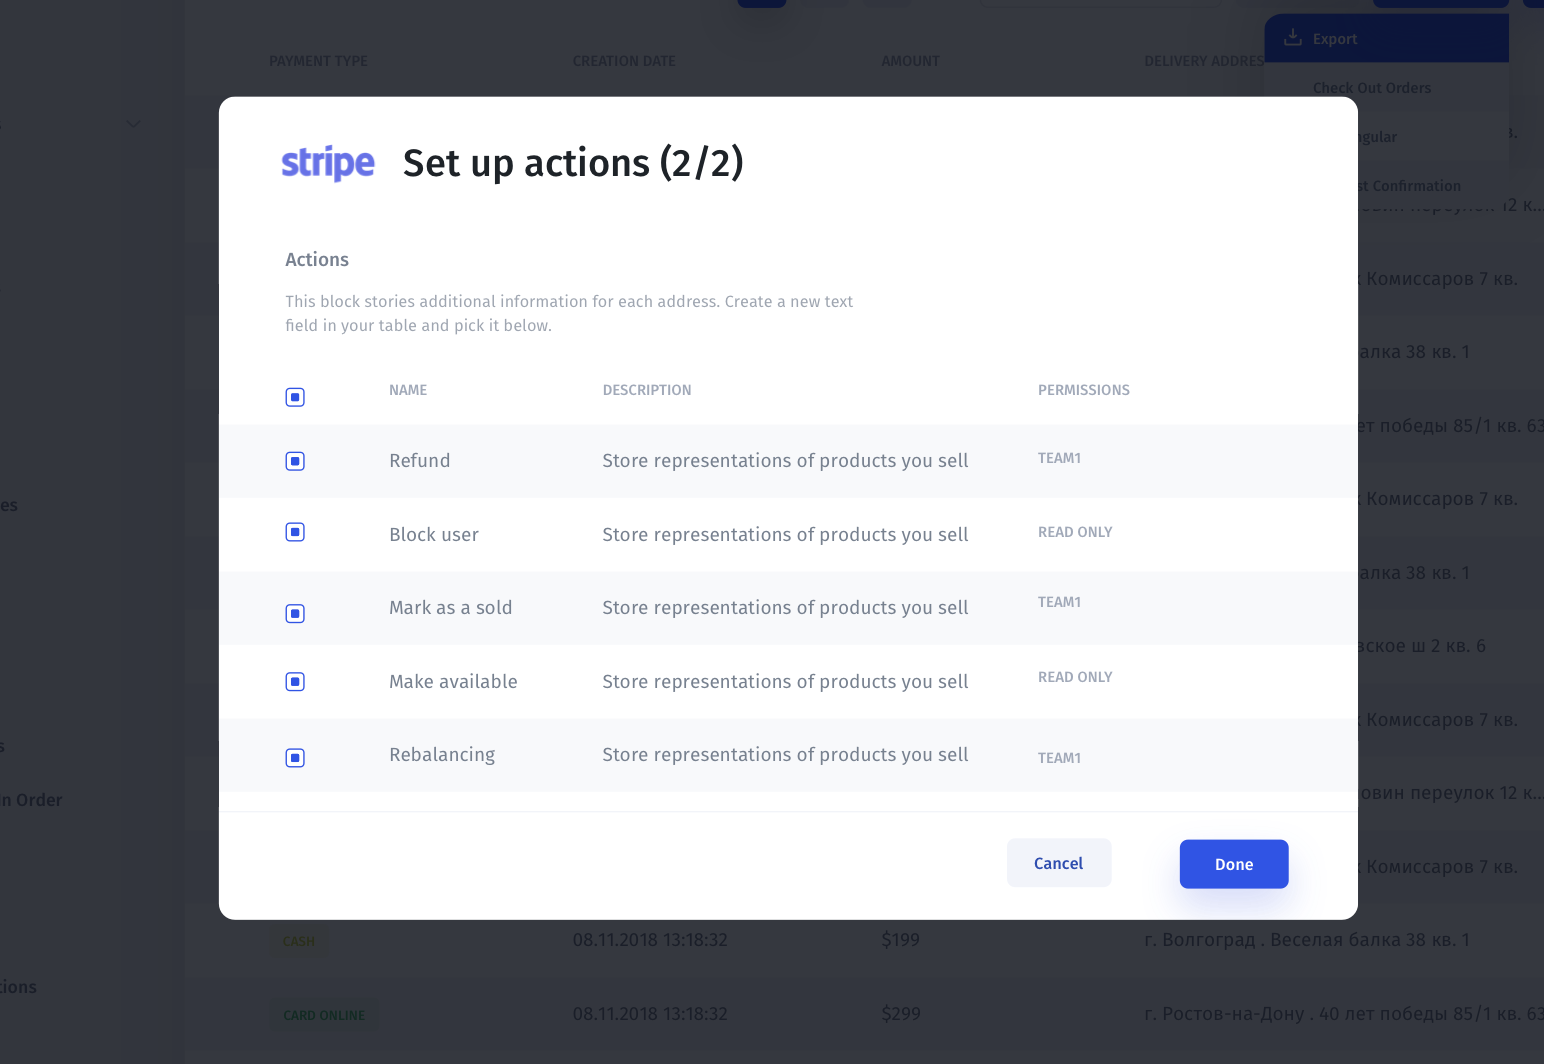 Export
PAYMENT TYPE CREATION DATE AMOUNT DELIVERY ADDRES
Check Out Orders
stripe Set up actions (2/2)
gular
st Confirmation
12 к...
Actions
Комиссаров 7 кв.
This block stories additional information for each address. Create a new text
field in your table and pick it below.
алка 38 кв. 1
NAME DESCRIPTION PERMISSIONS
ет победы 85/1 кв. 63
Refund Store representations of products you sell TEAM1
es
Комиссаров 7 кв.
Block user Store representations of products you sell READ ONLY
алка 38 кв. 1
Mark as a sold Store representations of products you sell TEAM1
вское ш 2 кв. 6
Make available Store representations of products you sell READ ONLY
Комиссаров 7 кв.
s
Rebalancing Store representations of products you sell TEAM1
In Order
овин переулок 12 к...
Cancel Done
Комиссаров 7 кв.
CASH 08.11.2018 13:18:32 $199 г. Волгоград . Веселая балка 38 кв. 1
tions
CARD ONLINE 08.11.2018 13:18:32 $299 г. Ростов-на-Дону . 40 лет победы 85/1 кв. 63